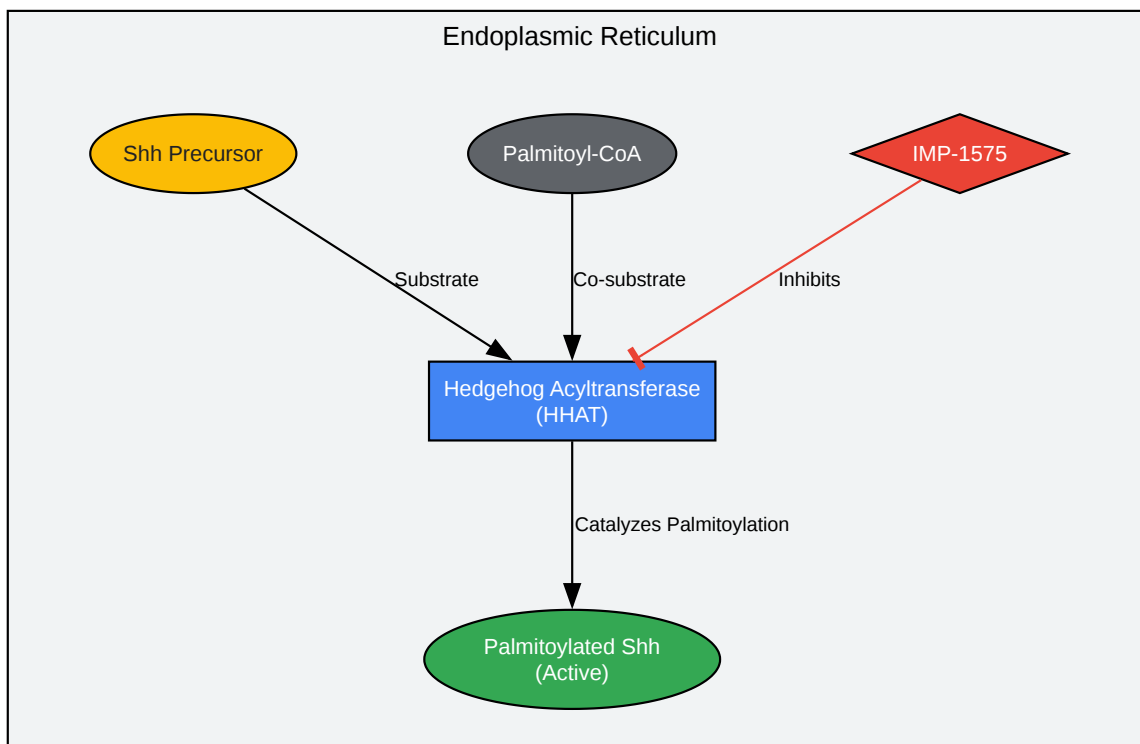 Endoplasmic Reticulum
Shh Precursor
Palmitoyl-CoA
IMP-1575
Substrate
Co-substrate
Inhibits
Hedgehog Acyltransferase
(HHAT)
Catalyzes Palmitoylation
Palmitoylated Shh
(Active)